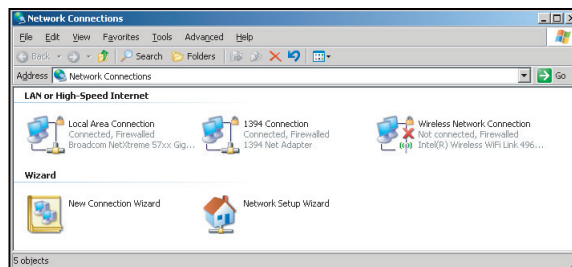 Network Connections
File Edit View Favorites Tools Advanced Help
Back Search Folders
Address Network Connections Go
LAN or High-Speed Internet
Local Area Connection
Connected, Firewalled
Broadcom NetXtreme 57xx Gig...
1394 Connection
Connected, Firewalled
1394 Net Adapter
Wireless Network Connection
Not connected, Firewalled
Intel(R) Wireless WiFi Link 496...
Wizard
New Connection Wizard
Network Setup Wizard
5 objects